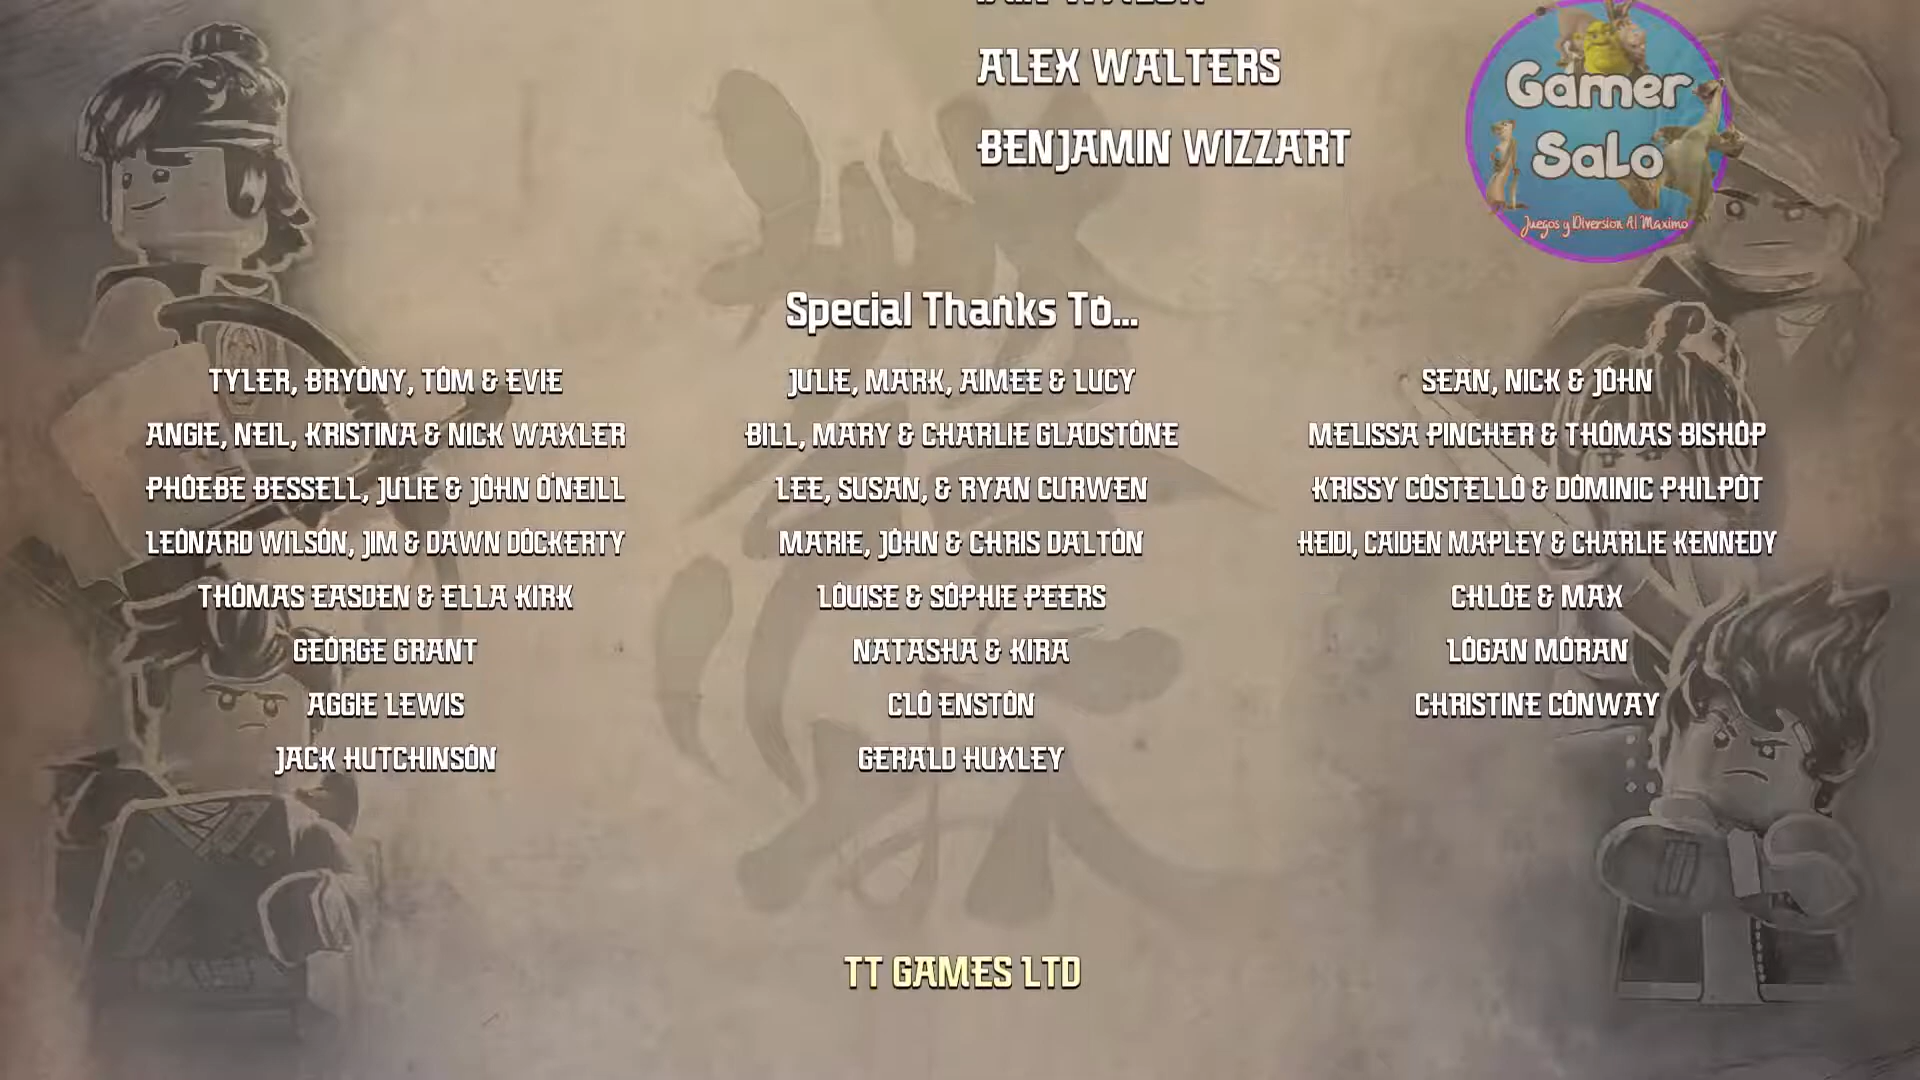 ALEX WALTERS
BENJAMIN WIZZART
Gamer
SaLo
Juegos y Diversion Al Maximo
Special Thanks To...
TYLER, BRYONY, TOM & EVIE
JULIE, MARK, AIMEE & LUCY
SEAN, NICK & JOHN
ANGIE, NEIL, KRISTINA & NICK WAXLER
BILL, MARY & CHARLIE GLADSTONE
MELISSA PINCHER & THOMAS BISHOP
PHOEBE BESSELL, JULIE & JOHN O'NEILL
LEE, SUSAN, & RYAN CURWEN
KRISSY COSTELLO & DOMINIC PHILPOT
LEONARD WILSON, JIM & DAWN DOCKERTY
MARIE, JOHN & CHRIS DALTON
HEIDI, CAIDEN MAPLEY & CHARLIE KENNEDY
THOMAS EASDEN & ELLA KIRK
LOUISE & SOPHIE PEERS
CHLOE & MAX
GEORGE GRANT
NATASHA & KIRA
LOGAN MORAN
AGGIE LEWIS
CLO ENSTON
CHRISTINE CONWAY
JACK HUTCHINSON
GERALD HUXLEY
TT GAMES LTD